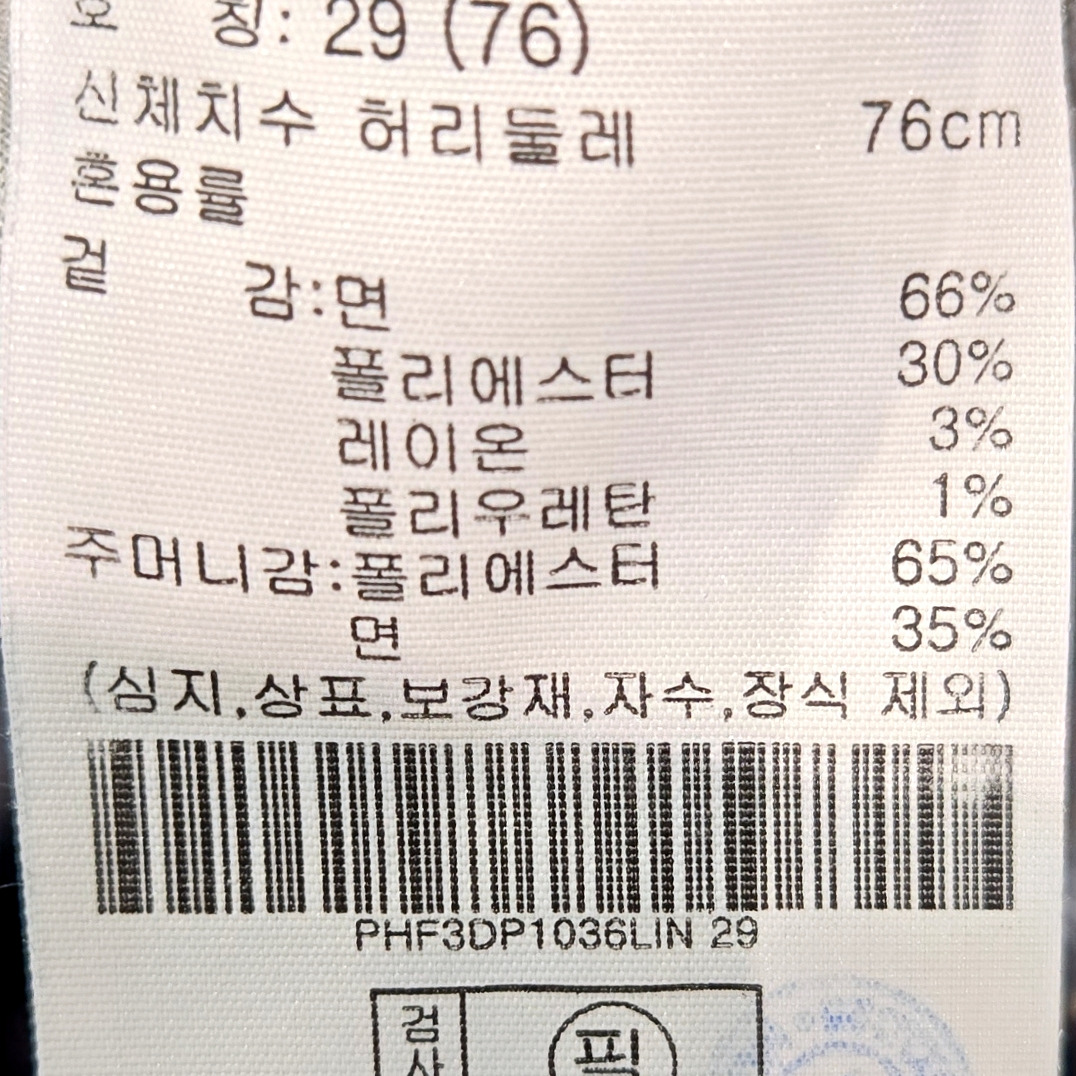 호 칭: 29 (76)
신체치수 허리둘레 76cm
혼용률
겉 감:면 66%
폴리에스터 30%
레이온 3%
폴리우레탄 1%
주머니감:폴리에스터 65%
면 35%
(심지,상표,보강재,자수,장식 제외)
PHF3DP1036LIN 29
검사 필